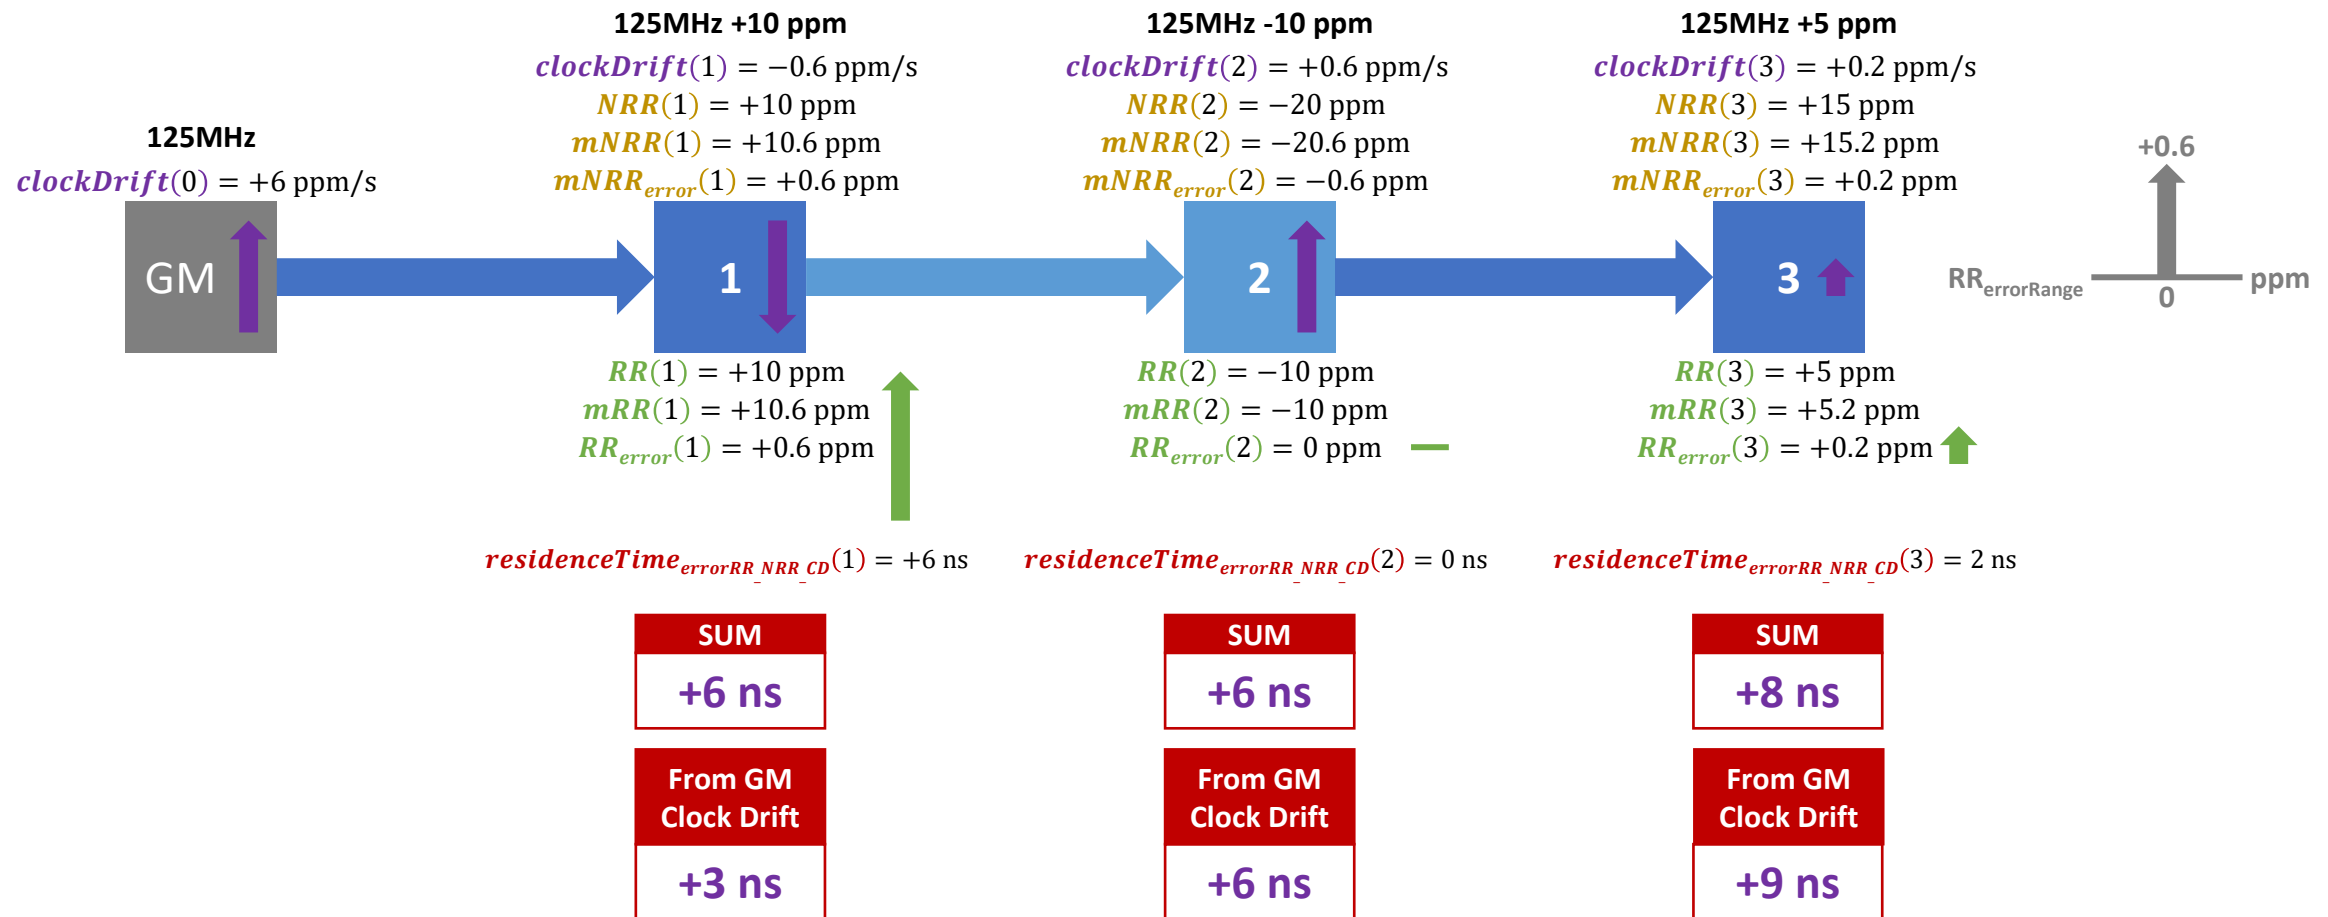 125MHz
clockDrift(0) = +6 ppm/s
GM
125MHz +10 ppm
clockDrift(1) = −0.6 ppm/s
NRR(1) = +10 ppm
mNRR(1) = +10.6 ppm
mNRR_error(1) = +0.6 ppm
1
RR(1) = +10 ppm
mRR(1) = +10.6 ppm
RR_error(1) = +0.6 ppm
residenceTime_errorRR_NRR_CD(1) = +6 ns
SUM
+6 ns
From GM
Clock Drift
+3 ns
125MHz -10 ppm
clockDrift(2) = +0.6 ppm/s
NRR(2) = −20 ppm
mNRR(2) = −20.6 ppm
mNRR_error(2) = −0.6 ppm
2
RR(2) = −10 ppm
mRR(2) = −10 ppm
RR_error(2) = 0 ppm
residenceTime_errorRR_NRR_CD(2) = 0 ns
SUM
+6 ns
From GM
Clock Drift
+6 ns
125MHz +5 ppm
clockDrift(3) = +0.2 ppm/s
NRR(3) = +15 ppm
mNRR(3) = +15.2 ppm
mNRR_error(3) = +0.2 ppm
3
RR(3) = +5 ppm
mRR(3) = +5.2 ppm
RR_error(3) = +0.2 ppm
residenceTime_errorRR_NRR_CD(3) = 2 ns
SUM
+8 ns
From GM
Clock Drift
+9 ns
+0.6
RR_errorRange
0
ppm